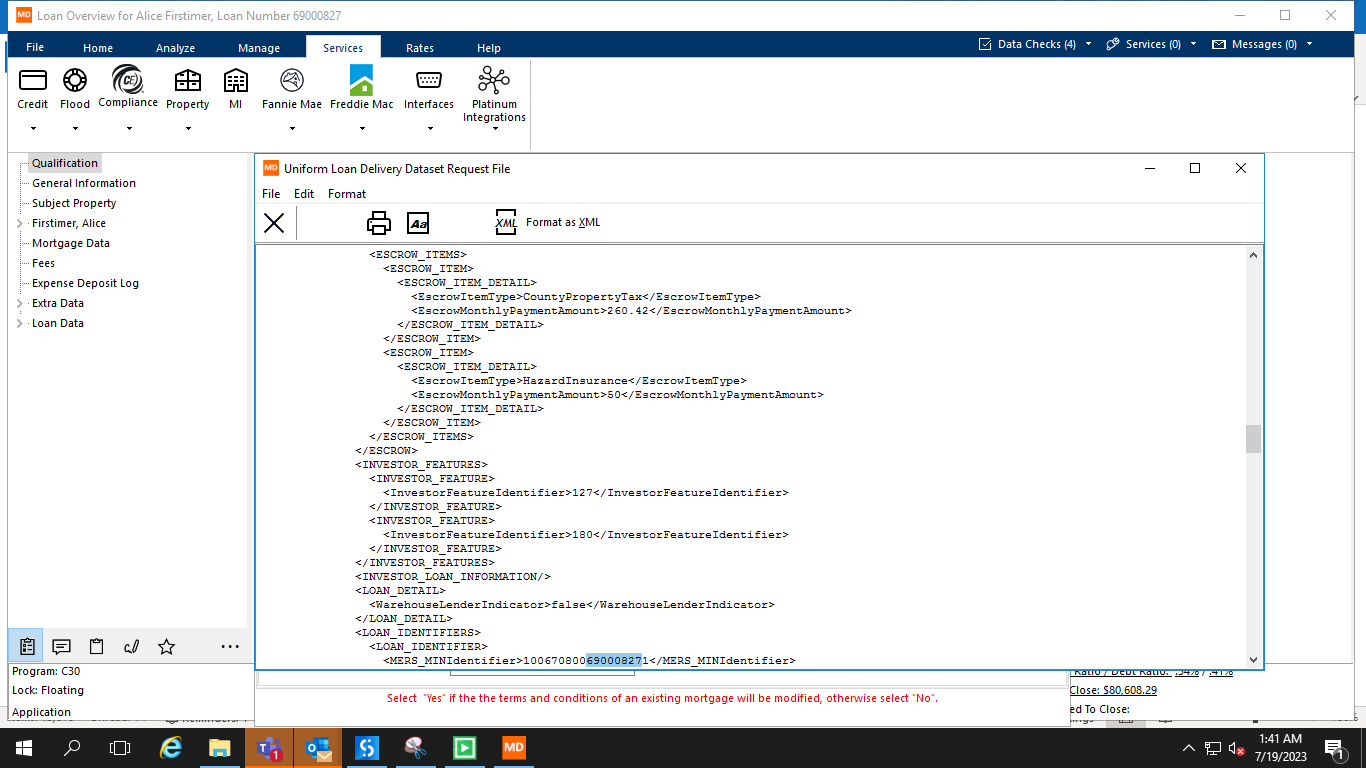 MD Loan Overview for Alice Firstimer, Loan Number 69000827
File Home Analyze Manage Services Rates Help Data Checks (4) Services (0) Messages (0)
Credit Flood Compliance Property MI Fannie Mae Freddie Mac Interfaces Platinum Integrations
Qualification
General Information
Subject Property
Firstimer, Alice
Mortgage Data
Fees
Expense Deposit Log
Extra Data
Loan Data
MD Uniform Loan Delivery Dataset Request File
File Edit Format
Aa XML Format as XML
<ESCROW_ITEMS>
<ESCROW_ITEM>
<ESCROW_ITEM_DETAIL>
<EscrowItemType>CountyPropertyTax</EscrowItemType>
<EscrowMonthlyPaymentAmount>260.42</EscrowMonthlyPaymentAmount>
</ESCROW_ITEM_DETAIL>
</ESCROW_ITEM>
<ESCROW_ITEM>
<ESCROW_ITEM_DETAIL>
<EscrowItemType>HazardInsurance</EscrowItemType>
<EscrowMonthlyPaymentAmount>50</EscrowMonthlyPaymentAmount>
</ESCROW_ITEM_DETAIL>
</ESCROW_ITEM>
</ESCROW_ITEMS>
</ESCROW>
<INVESTOR_FEATURES>
<INVESTOR_FEATURE>
<InvestorFeatureIdentifier>127</InvestorFeatureIdentifier>
</INVESTOR_FEATURE>
<INVESTOR_FEATURE>
<InvestorFeatureIdentifier>180</InvestorFeatureIdentifier>
</INVESTOR_FEATURE>
</INVESTOR_FEATURES>
<INVESTOR_LOAN_INFORMATION/>
<LOAN_DETAIL>
<WarehouseLenderIndicator>false</WarehouseLenderIndicator>
</LOAN_DETAIL>
<LOAN_IDENTIFIERS>
<LOAN_IDENTIFIER>
<MERS_MINIdentifier>100670800690008271</MERS_MINIdentifier>
Program: C30
Lock: Floating
Application
Select "Yes" if the the terms and conditions of an existing mortgage will be modified, otherwise select "No".
Ratio / Debt Ratio: .34% / .41%
Close: $80,608.29
ed To Close:
1 MD 1:41 AM
7/19/2023 1